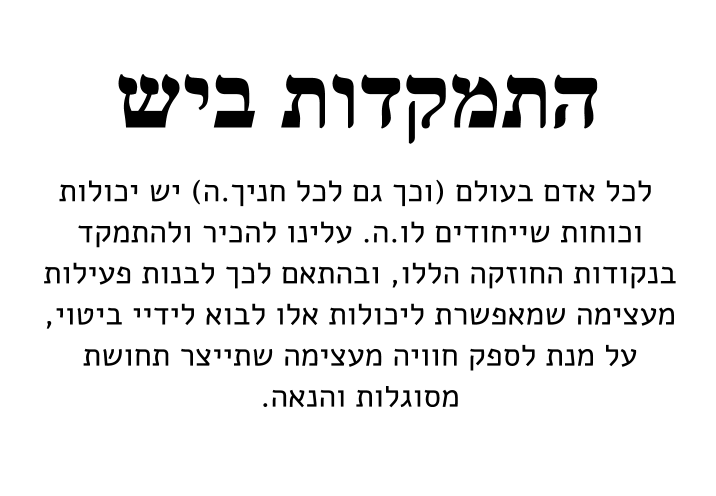 התמקדות ביש
לכל אדם בעולם (וכך גם לכל חניך.ה) יש יכולות
וכוחות שייחודים לו.ה. עלינו להכיר ולהתמקד
בנקודות החוזקה הללו, ובהתאם לכך לבנות פעילות
מעצימה שמאפשרת ליכולות אלו לבוא לידיי ביטוי,
על מנת לספק חוויה מעצימה שתייצר תחושת
מסוגלות והנאה.